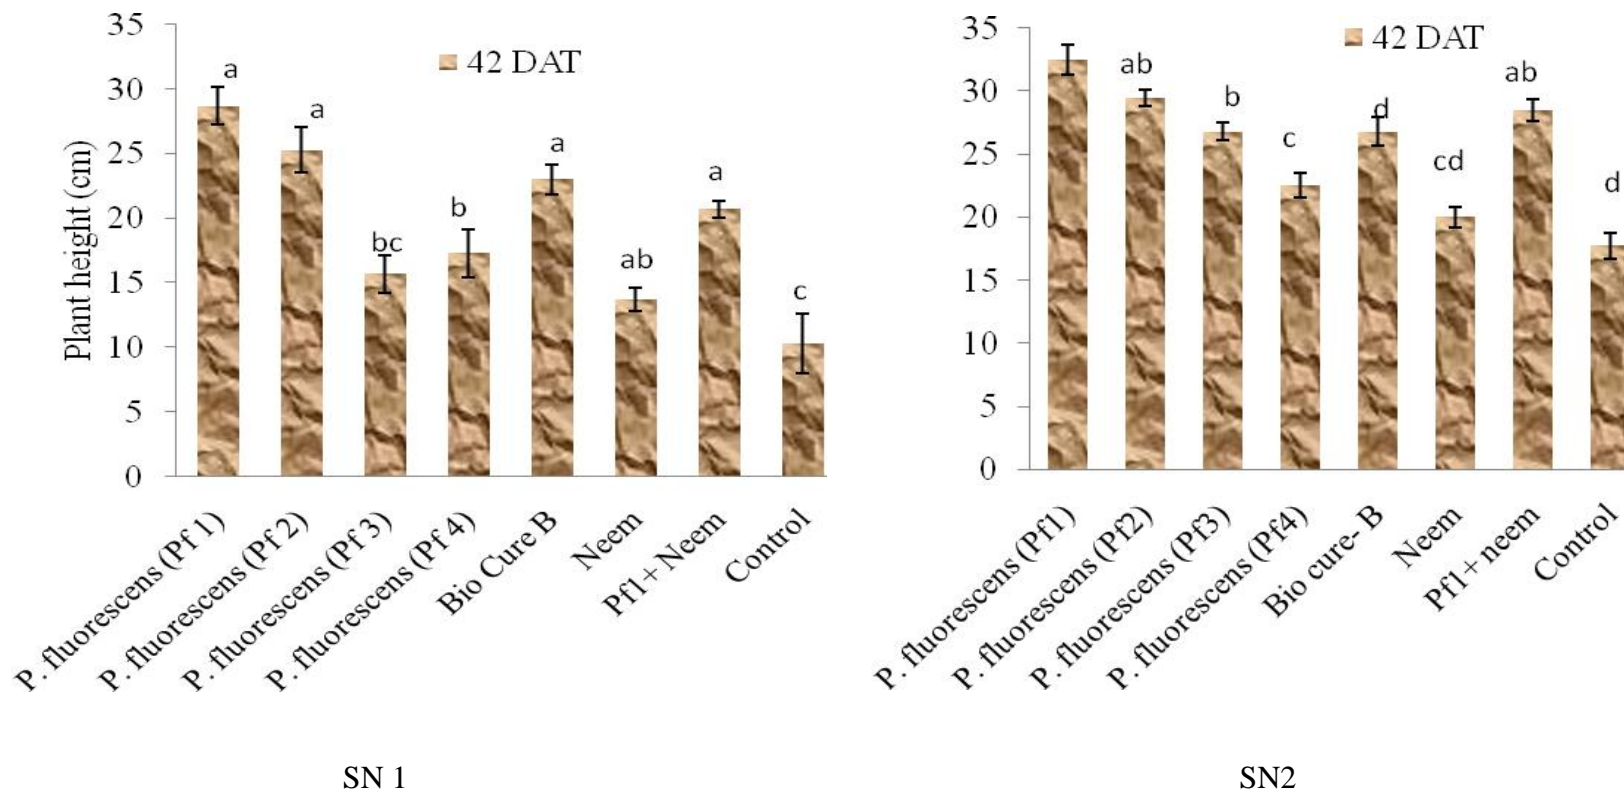 35
30
25
20
15
10
5
0
Plant height (cm)
42 DAT
a
a
bc
b
a
ab
a
c
P. fluorescens (Pf 1)
P. fluorescens (Pf 2)
P. fluorescens (Pf 3)
P. fluorescens (Pf 4)
Bio Cure B
Neem
Pf1+ Neem
Control
SN 1
35
30
25
20
15
10
5
0
42 DAT
ab
b
c
d
cd
ab
d
P. fluorescens (Pf1)
P. fluorescens (Pf2)
P. fluorescens (Pf3)
P. fluorescens (Pf4)
Bio cure- B
Neem
Pf1+ neem
Control
SN2